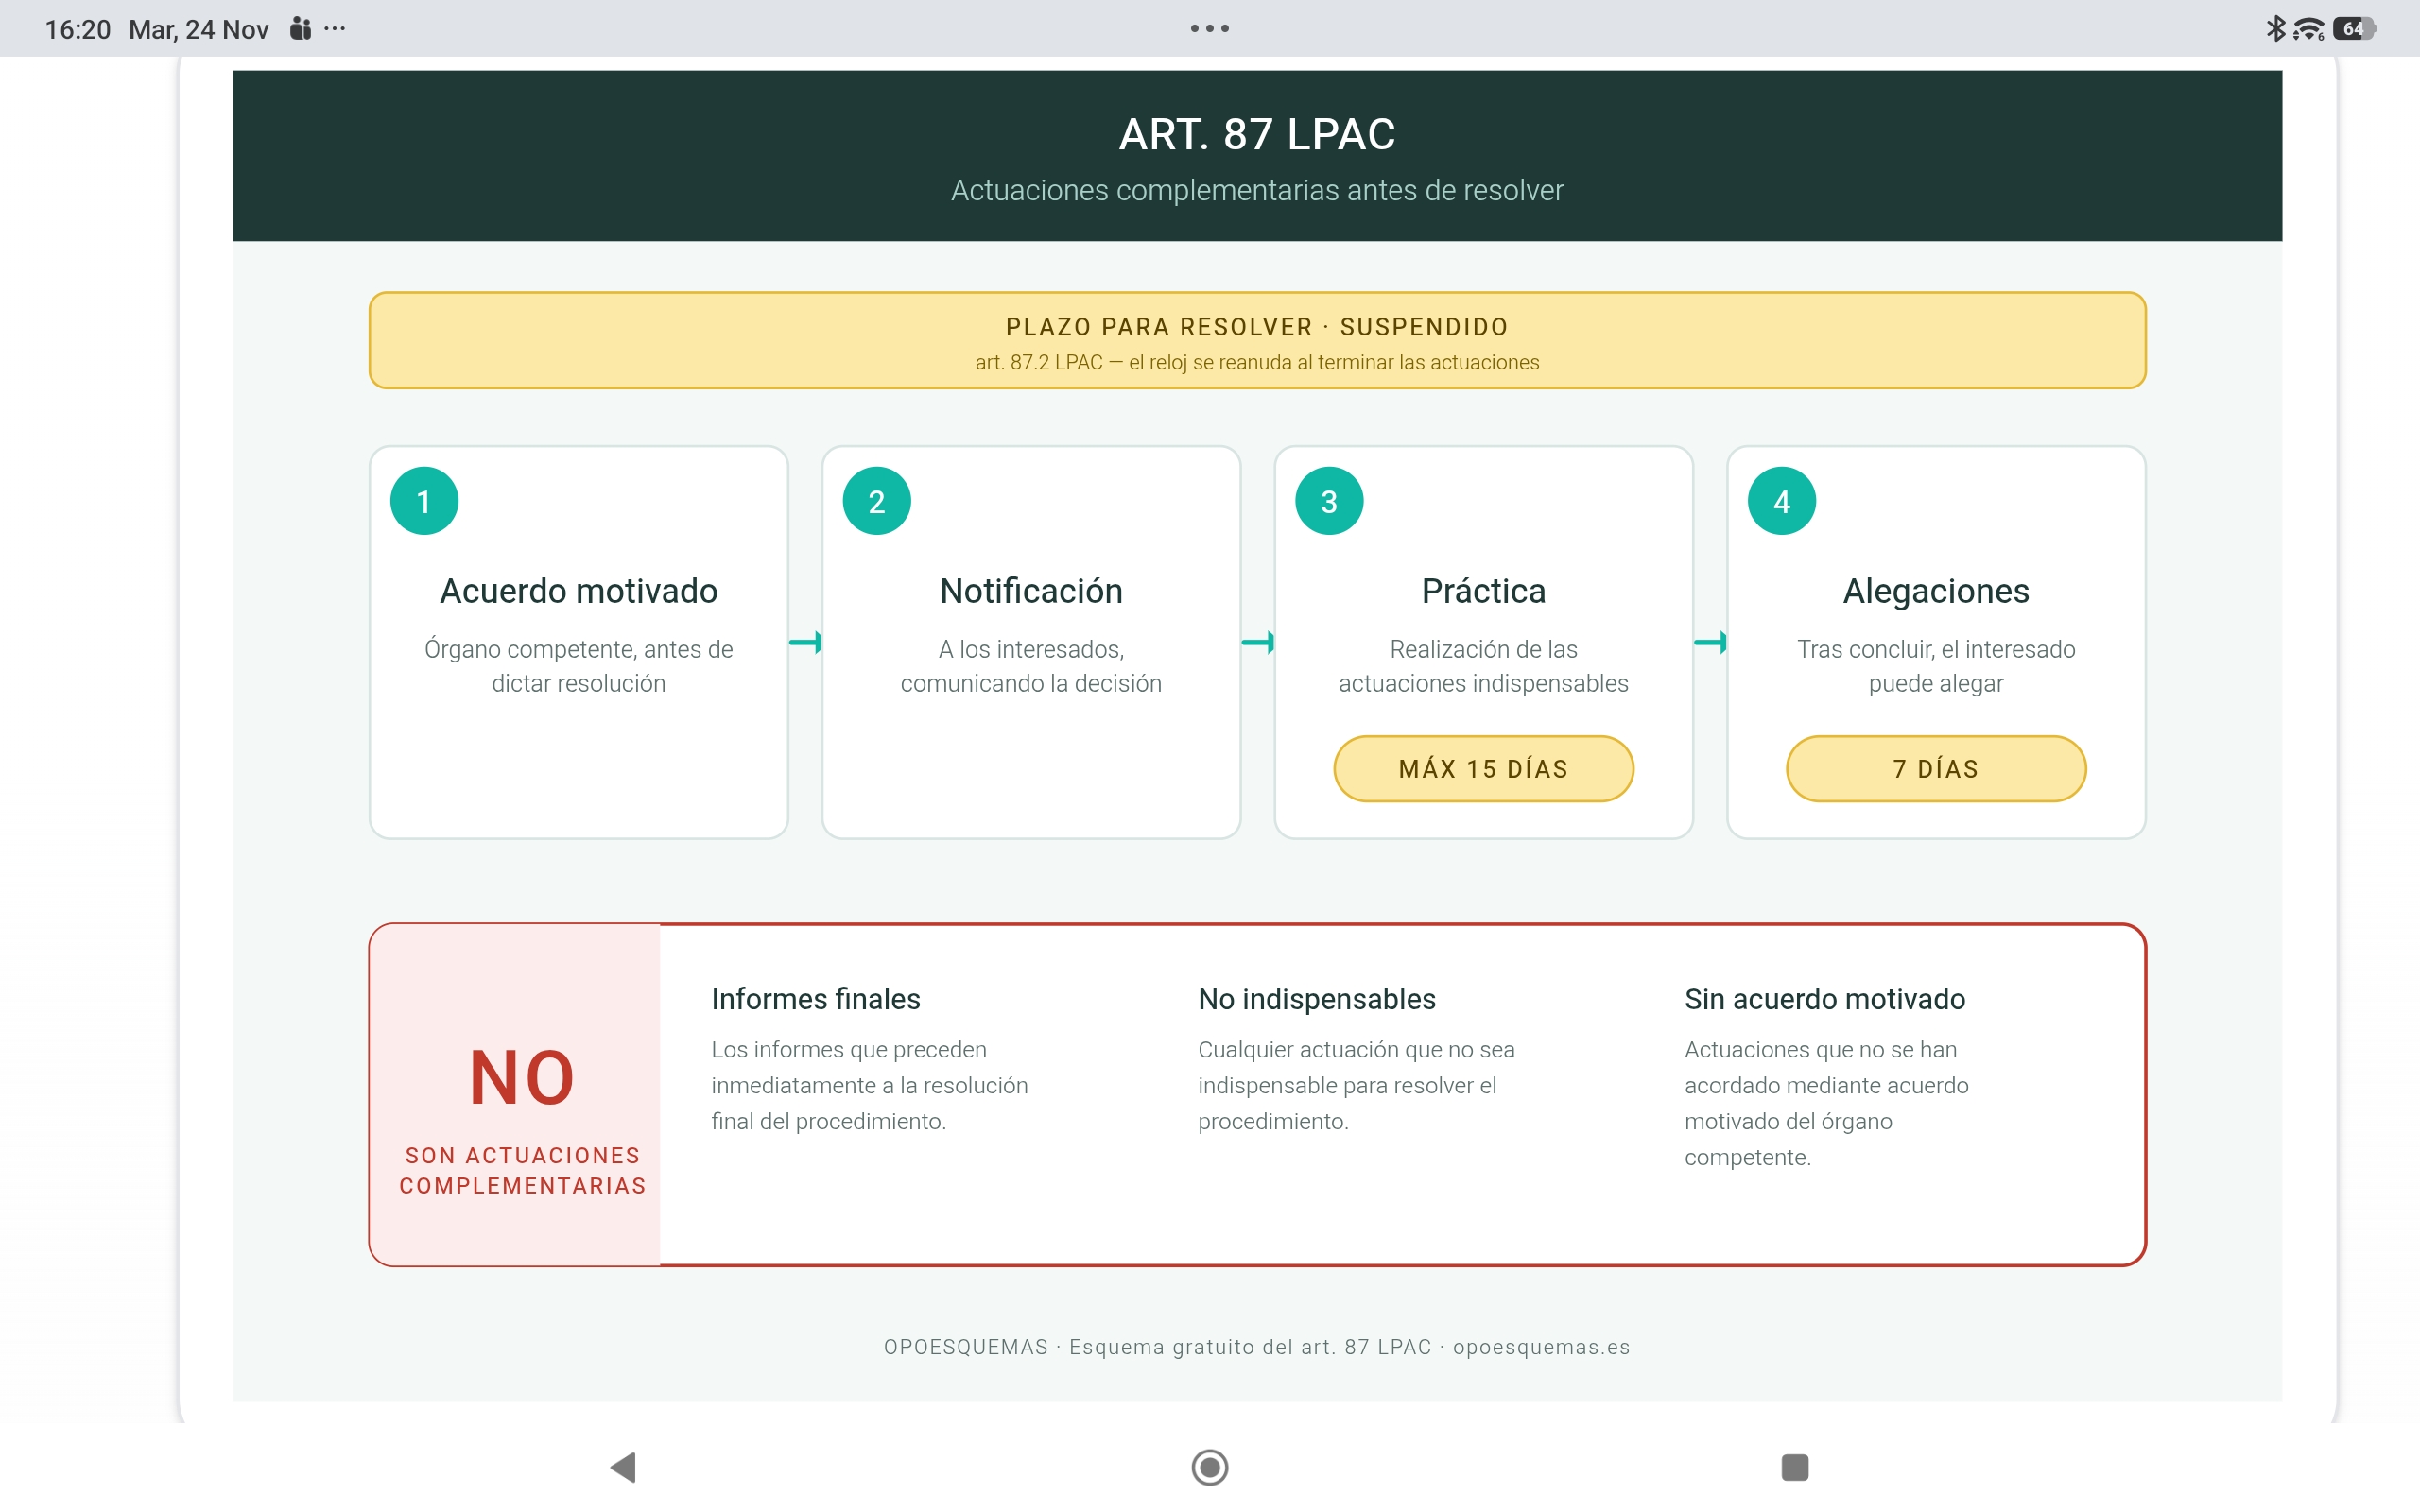 16:20 Mar, 24 Nov
64
ART. 87 LPAC
Actuaciones complementarias antes de resolver
PLAZO PARA RESOLVER · SUSPENDIDO
art. 87.2 LPAC — el reloj se reanuda al terminar las actuaciones
1
Acuerdo motivado
Órgano competente, antes de
dictar resolución
2
Notificación
A los interesados,
comunicando la decisión
3
Práctica
Realización de las
actuaciones indispensables
MÁX 15 DÍAS
4
Alegaciones
Tras concluir, el interesado
puede alegar
7 DÍAS
NO
SON ACTUACIONES
COMPLEMENTARIAS
Informes finales
Los informes que preceden
inmediatamente a la resolución
final del procedimiento.
No indispensables
Cualquier actuación que no sea
indispensable para resolver el
procedimiento.
Sin acuerdo motivado
Actuaciones que no se han
acordado mediante acuerdo
motivado del órgano
competente.
OPOESQUEMAS · Esquema gratuito del art. 87 LPAC · opoesquemas.es